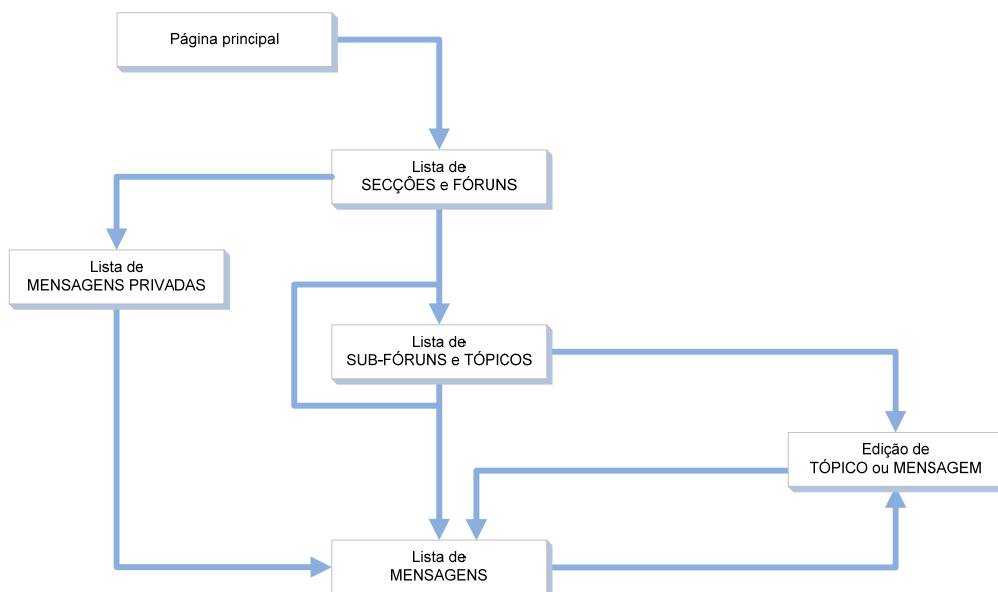 Página principal
Lista de
SECÇÔES e FÓRUNS
Lista de
MENSAGENS PRIVADAS
Lista de
SUB-FÓRUNS e TÓPICOS
Edição de
TÓPICO ou MENSAGEM
Lista de
MENSAGENS